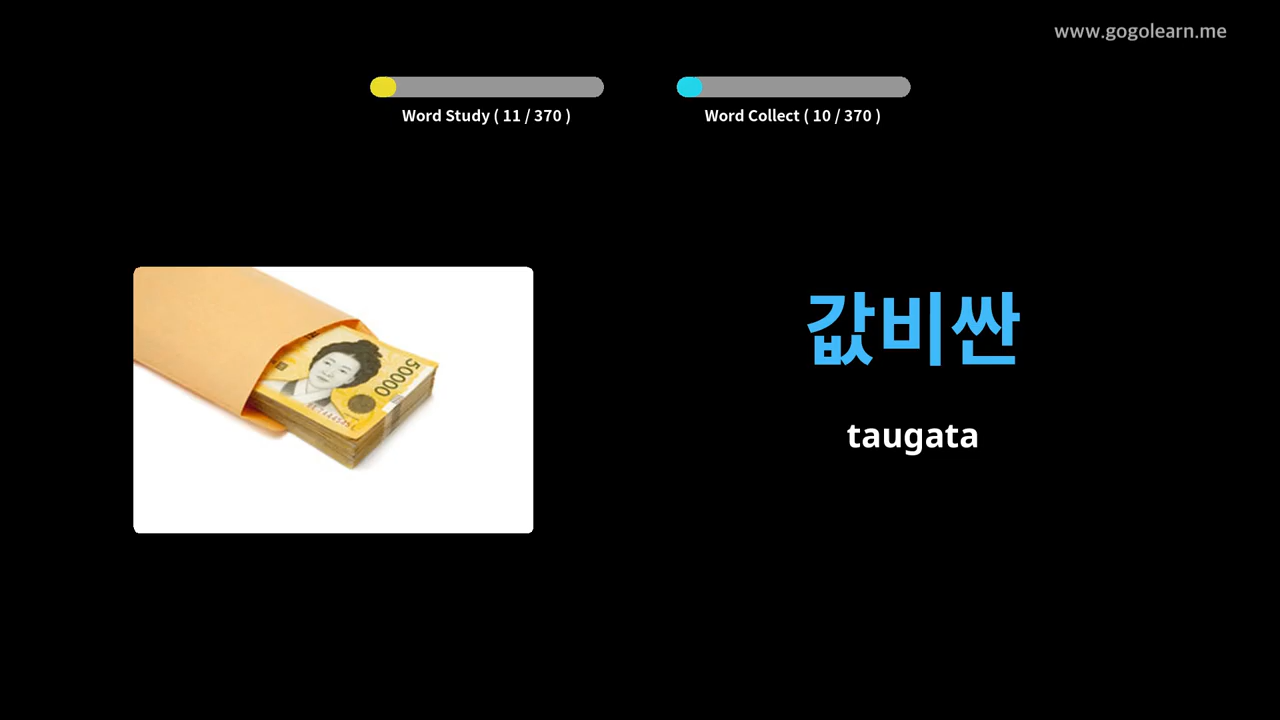 www.gogolearn.me
Word Study ( 11 / 370 )
Word Collect ( 10 / 370 )
50000
값비싼
taugata